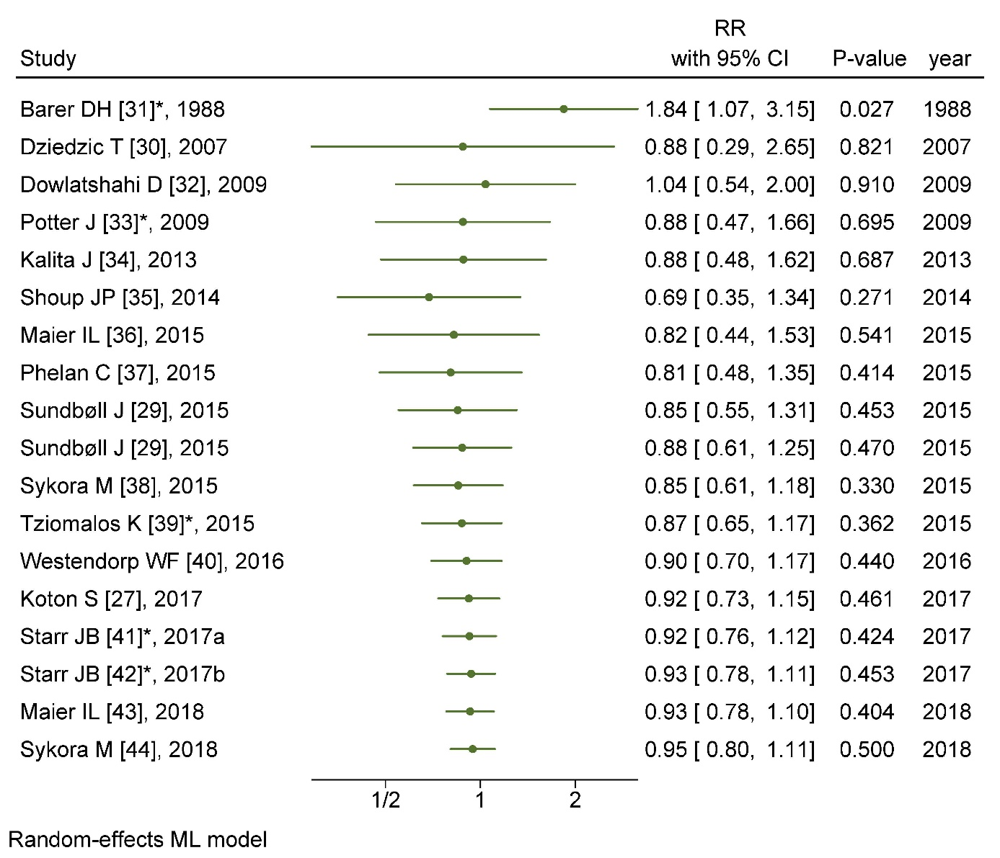 RR
Study with 95% CI P-value year
Barer DH [31]*, 1988 1.84 [ 1.07, 3.15] 0.027 1988
Dziedzic T [30], 2007 0.88 [ 0.29, 2.65] 0.821 2007
Dowlatshahi D [32], 2009 1.04 [ 0.54, 2.00] 0.910 2009
Potter J [33]*, 2009 0.88 [ 0.47, 1.66] 0.695 2009
Kalita J [34], 2013 0.88 [ 0.48, 1.62] 0.687 2013
Shoup JP [35], 2014 0.69 [ 0.35, 1.34] 0.271 2014
Maier IL [36], 2015 0.82 [ 0.44, 1.53] 0.541 2015
Phelan C [37], 2015 0.81 [ 0.48, 1.35] 0.414 2015
Sundbøll J [29], 2015 0.85 [ 0.55, 1.31] 0.453 2015
Sundbøll J [29], 2015 0.88 [ 0.61, 1.25] 0.470 2015
Sykora M [38], 2015 0.85 [ 0.61, 1.18] 0.330 2015
Tziomalos K [39]*, 2015 0.87 [ 0.65, 1.17] 0.362 2015
Westendorp WF [40], 2016 0.90 [ 0.70, 1.17] 0.440 2016
Koton S [27], 2017 0.92 [ 0.73, 1.15] 0.461 2017
Starr JB [41]*, 2017a 0.92 [ 0.76, 1.12] 0.424 2017
Starr JB [42]*, 2017b 0.93 [ 0.78, 1.11] 0.453 2017
Maier IL [43], 2018 0.93 [ 0.78, 1.10] 0.404 2018
Sykora M [44], 2018 0.95 [ 0.80, 1.11] 0.500 2018
1/2 1 2
Random-effects ML model